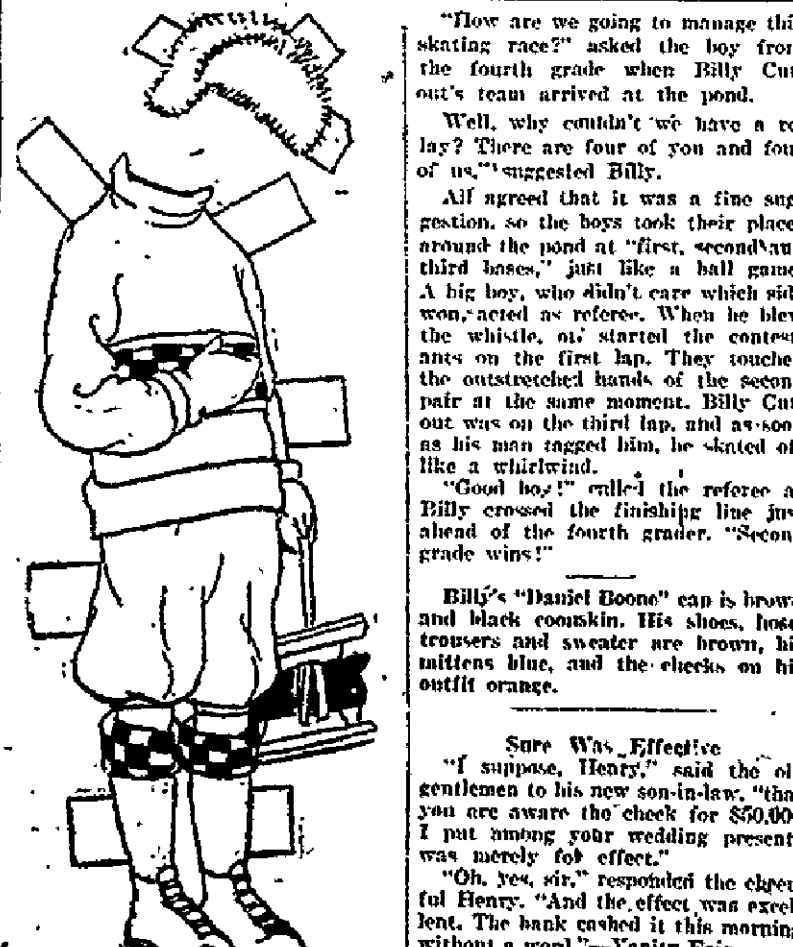 "How are we going to manage thi
skating race?" asked the boy fron
the fourth grade when Billy Cut
out's team arrived at the pond.
Well, why couldn't we have a re
lay? There are four of you and fou
of us," suggested Billy.
All agreed that it was a fine sug
gestion, so the boys took their place
around the pond at "first, second an
third bases," just like a ball game
A big boy, who didn't care which sid
won, acted as referee. When he blew
the whistle, out started the contest
ants on the first lap. They touche
the outstretched hands of the secon
pair at the same moment. Billy Cut
out was on the third lap, and as soon
as his man tagged him, he skated of
like a whirlwind.
"Good boy!" called the referee a
Billy crossed the finishing line jus
ahead of the fourth grader. "Secon
grade wins!"
Billy's "Daniel Boone" cap is brown
and black coonskin. His shoes, hose
trousers and sweater are brown, hi
mittens blue, and the checks on hi
outfit orange.
Sure Was Effective
"I suppose, Henry," said the ol
gentlemen to his new son-in-law, "tha
you are aware the check for $50,00
I put among your wedding present
was merely for effect."
"Oh, yes, sir," responded the cheer
ful Henry. "And the effect was excel
lent. The bank cashed it this morning
without a word."—Vanity Fair